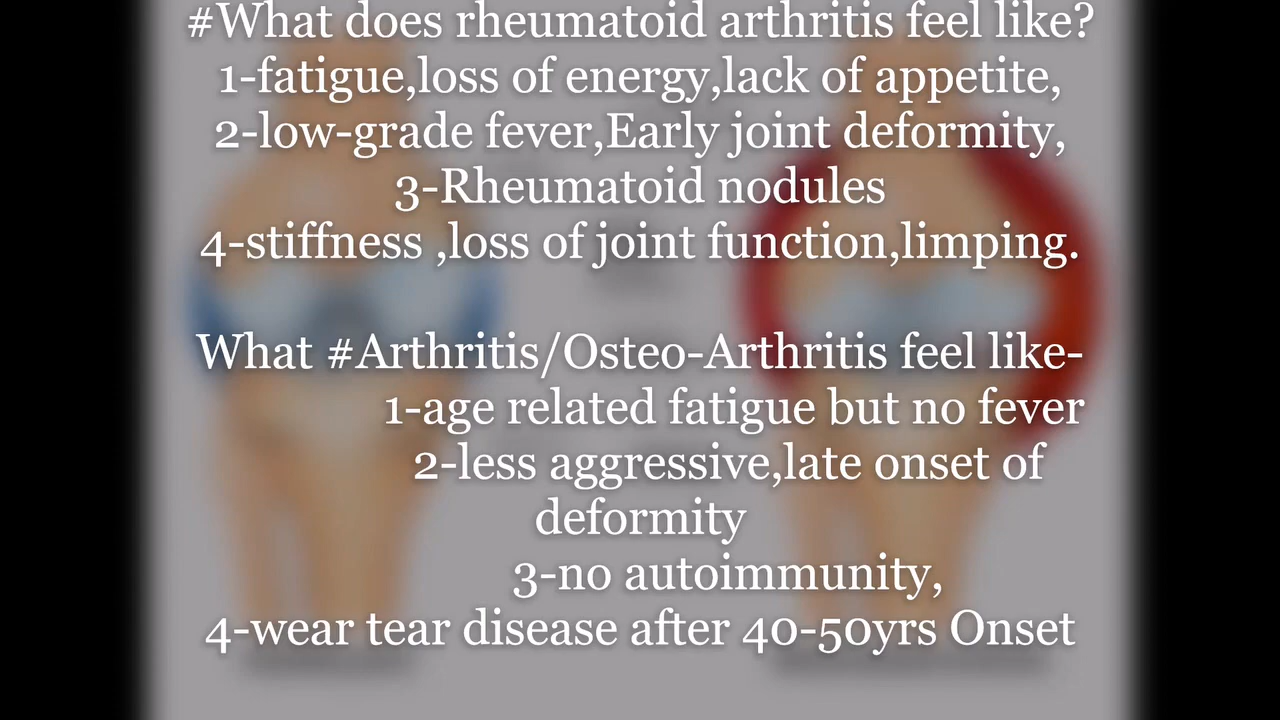 #What does rheumatoid arthritis feel like?
1-fatigue,loss of energy,lack of appetite,
2-low-grade fever,Early joint deformity,
3-Rheumatoid nodules
4-stiffness ,loss of joint function,limping.
What #Arthritis/Osteo-Arthritis feel like-
1-age related fatigue but no fever
2-less aggressive,late onset of
deformity
3-no autoimmunity,
4-wear tear disease after 40-50yrs Onset